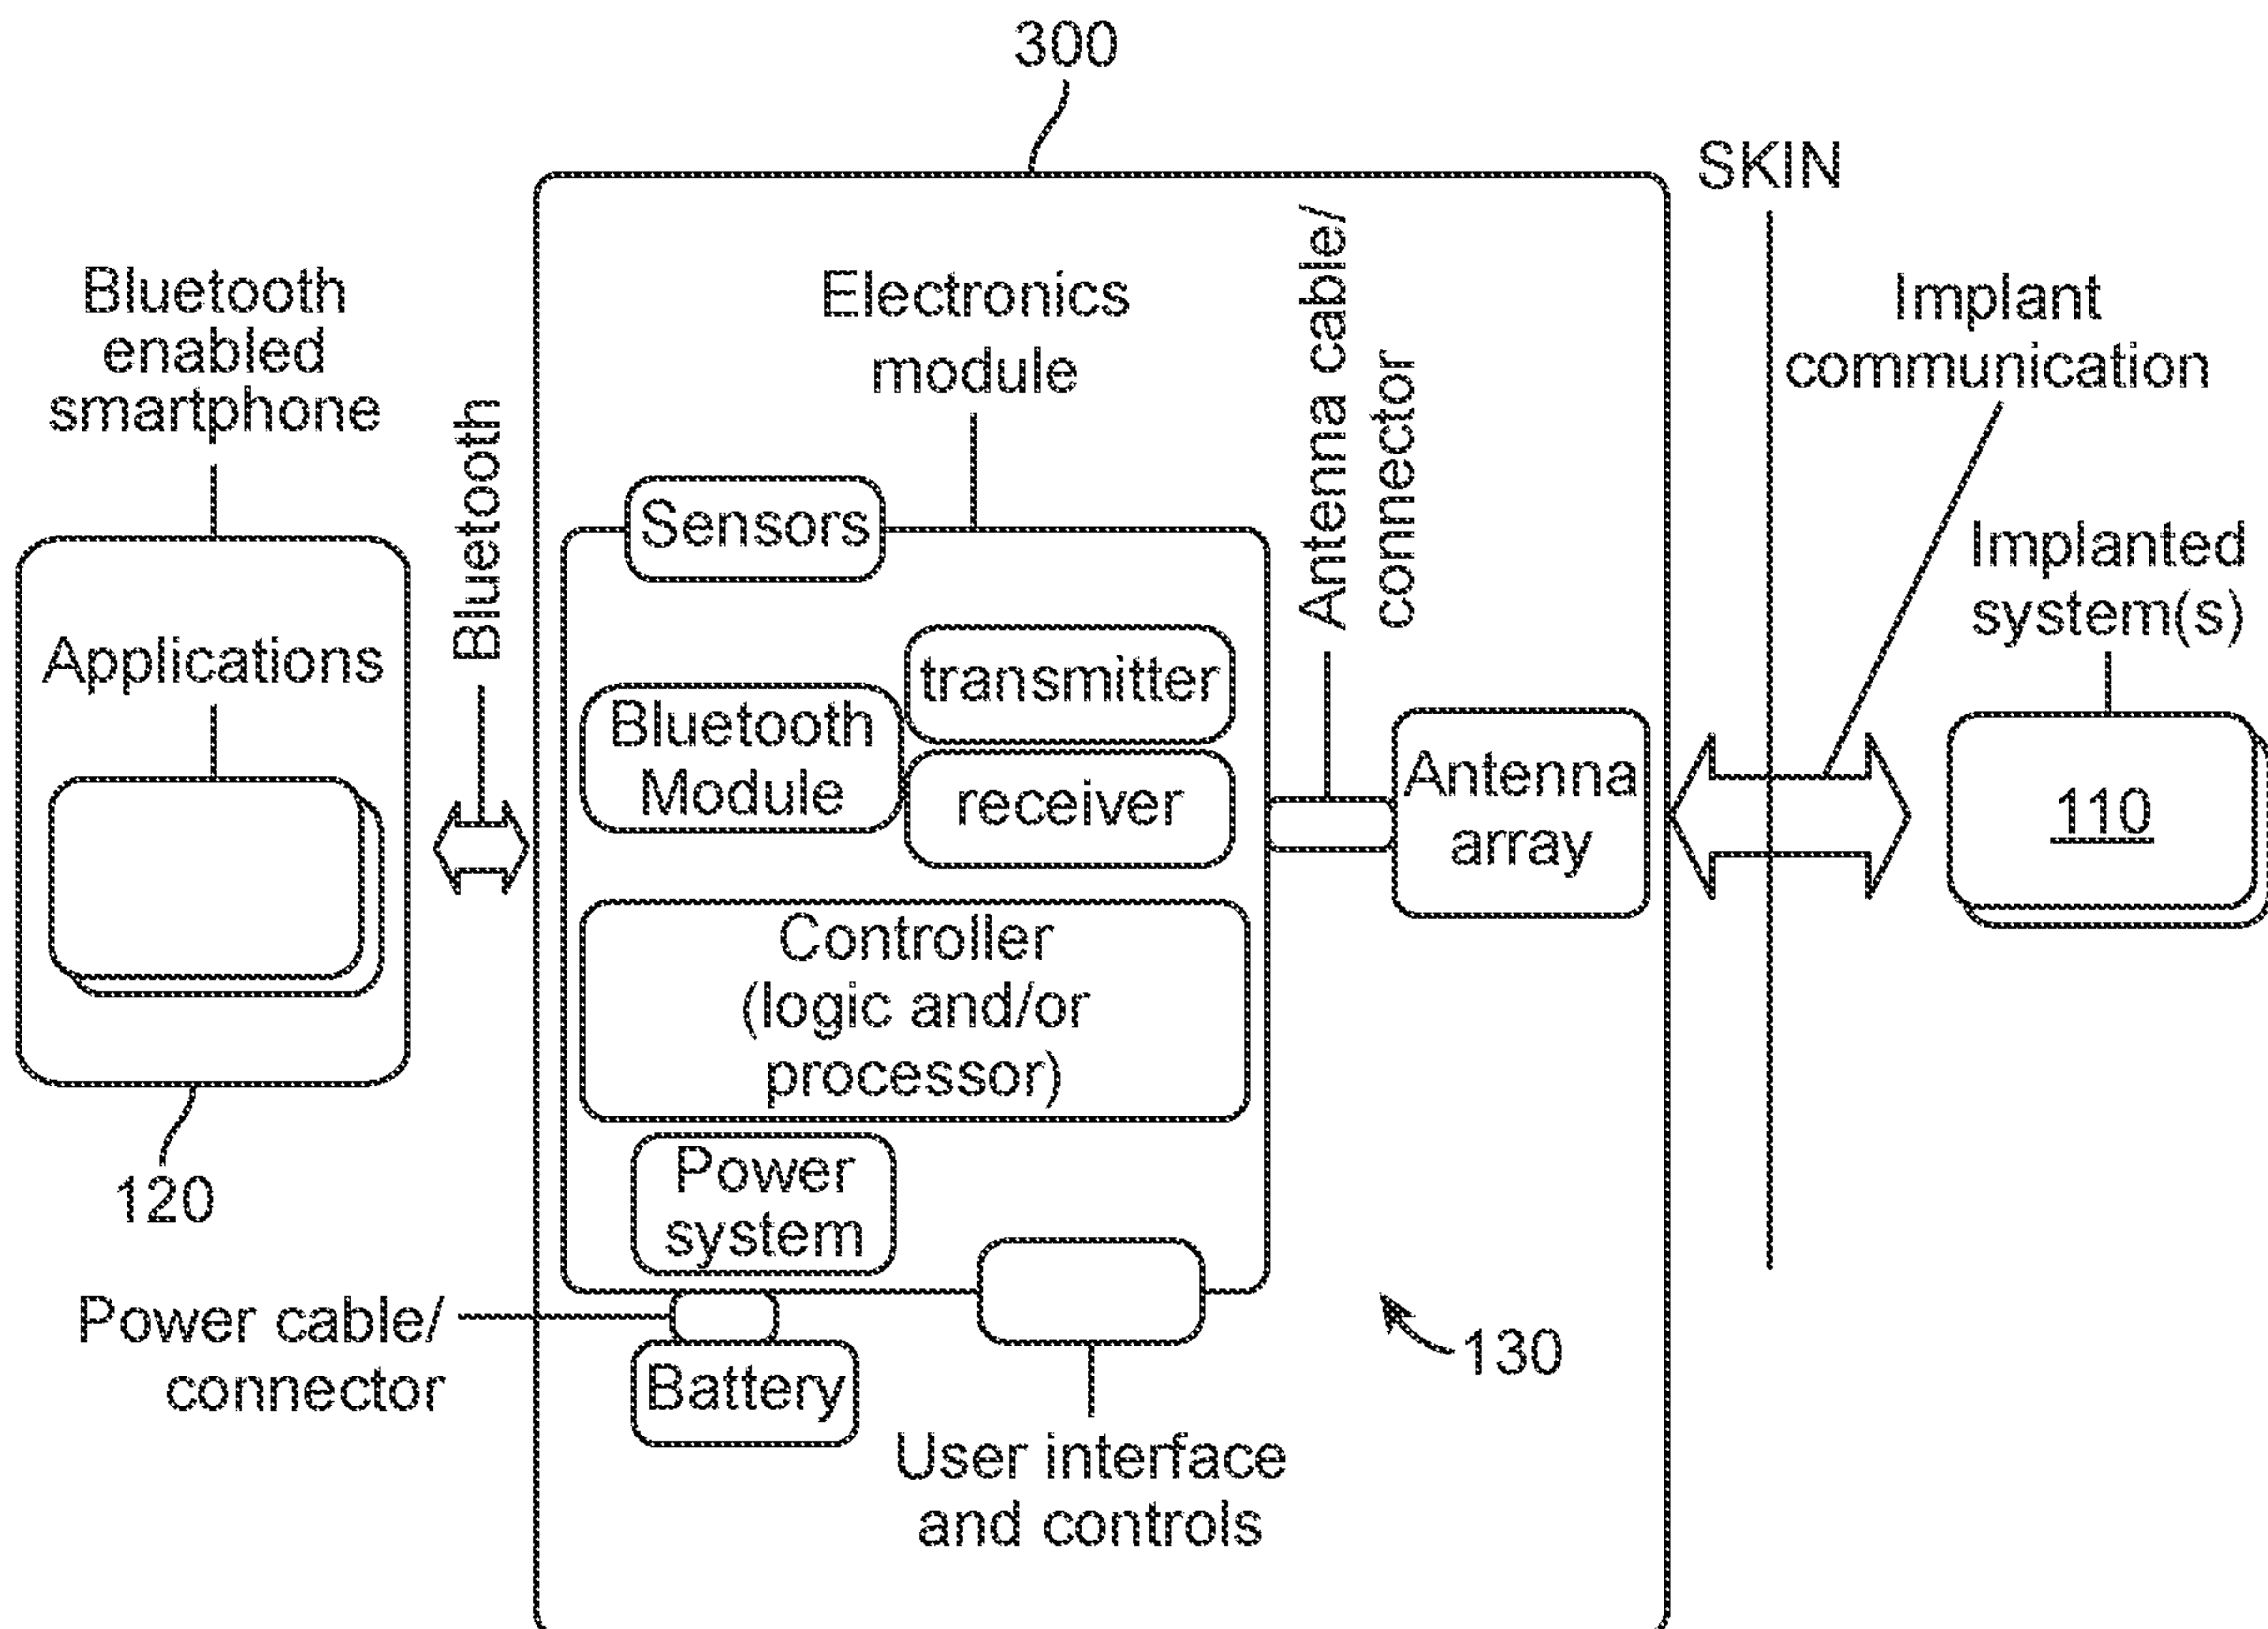 300
SKIN
Bluetooth
enabled
smartphone
Bluetooth
Electronics
module
Antenna cable/
connector
Implant
communication
Implanted
system(s)
Sensors
Applications
transmitter
Bluetooth
Module
receiver
Antenna
array
110
Controller
(logic and/or
processor)
Power
system
120
Power cable/
connector
Battery
130
User interface
and controls